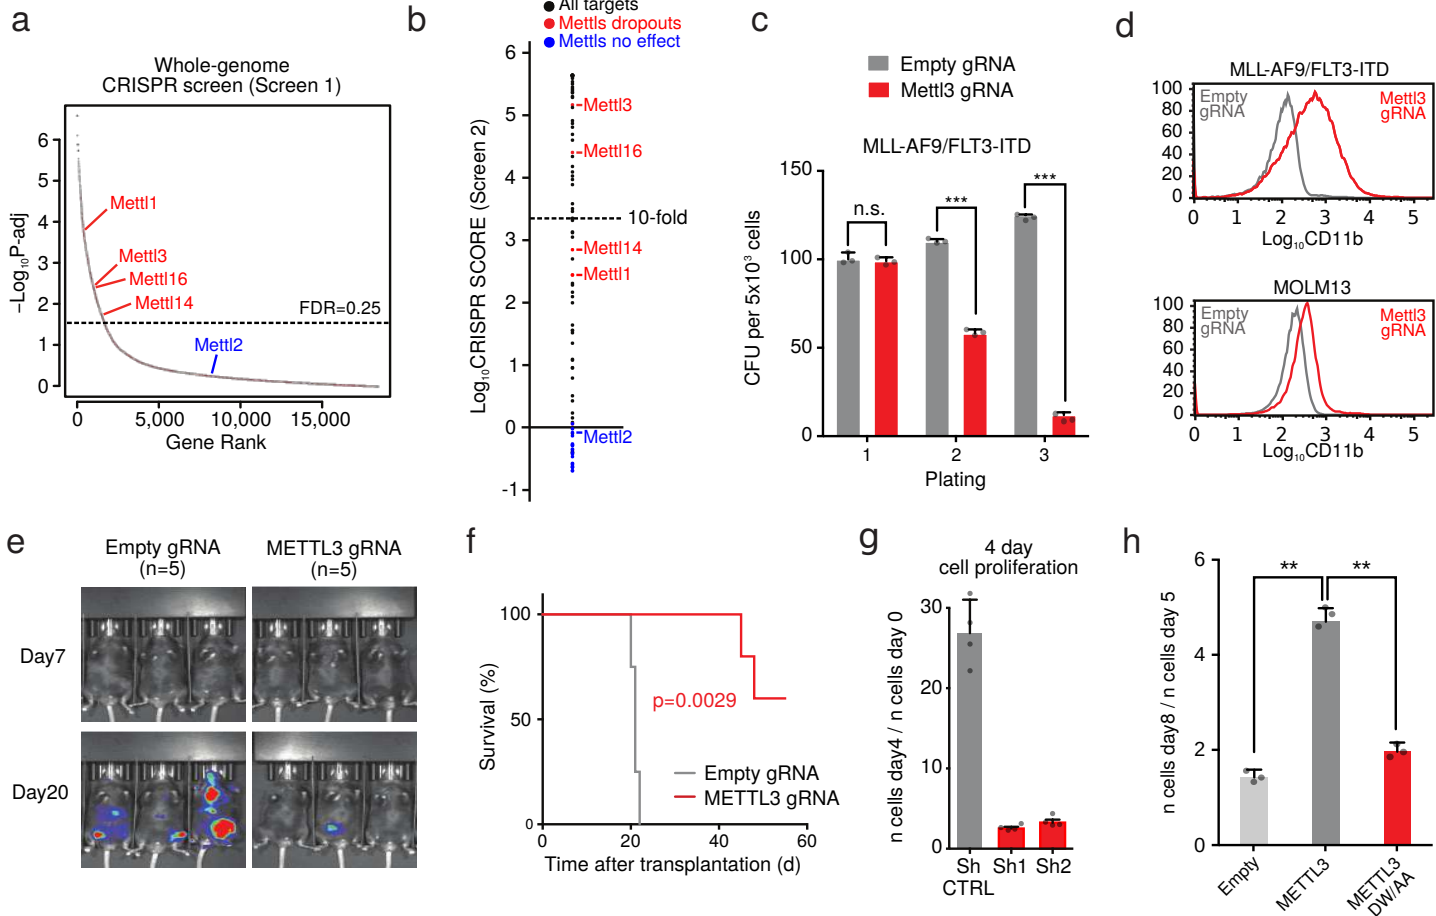 a
Whole-genome
CRISPR screen (Screen 1)
−Log₁₀P-adj
6
5
4
3
2
1
0
Mettl1
Mettl3
Mettl16
Mettl14
FDR=0.25
Mettl2
0
5,000
10,000
15,000
Gene Rank
b
All targets
Mettls dropouts
Mettls no effect
Log₁₀CRISPR SCORE (Screen 2)
6
5
4
3
2
1
0
-1
Mettl3
Mettl16
10-fold
Mettl14
Mettl1
Mettl2
c
Empty gRNA
Mettl3 gRNA
MLL-AF9/FLT3-ITD
CFU per 5x10³ cells
150
100
50
0
n.s.
***
***
1
2
3
Plating
d
MLL-AF9/FLT3-ITD
100
80
60
40
20
0
Empty
gRNA
Mettl3
gRNA
0 1 2 3 4 5
Log₁₀CD11b
MOLM13
100
80
60
40
20
0
Empty
gRNA
Mettl3
gRNA
0 1 2 3 4 5
Log₁₀CD11b
e
Empty gRNA
(n=5)
METTL3 gRNA
(n=5)
Day7
Day20
f
Survival (%)
100
50
0
p=0.0029
Empty gRNA
METTL3 gRNA
0 20 40 60
Time after transplantation (d)
g
4 day
cell proliferation
n cells day4 / n cells day 0
30
20
10
0
Sh
CTRL
Sh1
Sh2
h
n cells day8 / n cells day 5
6
4
2
0
**
**
Empty
METTL3
METTL3
DW/AA